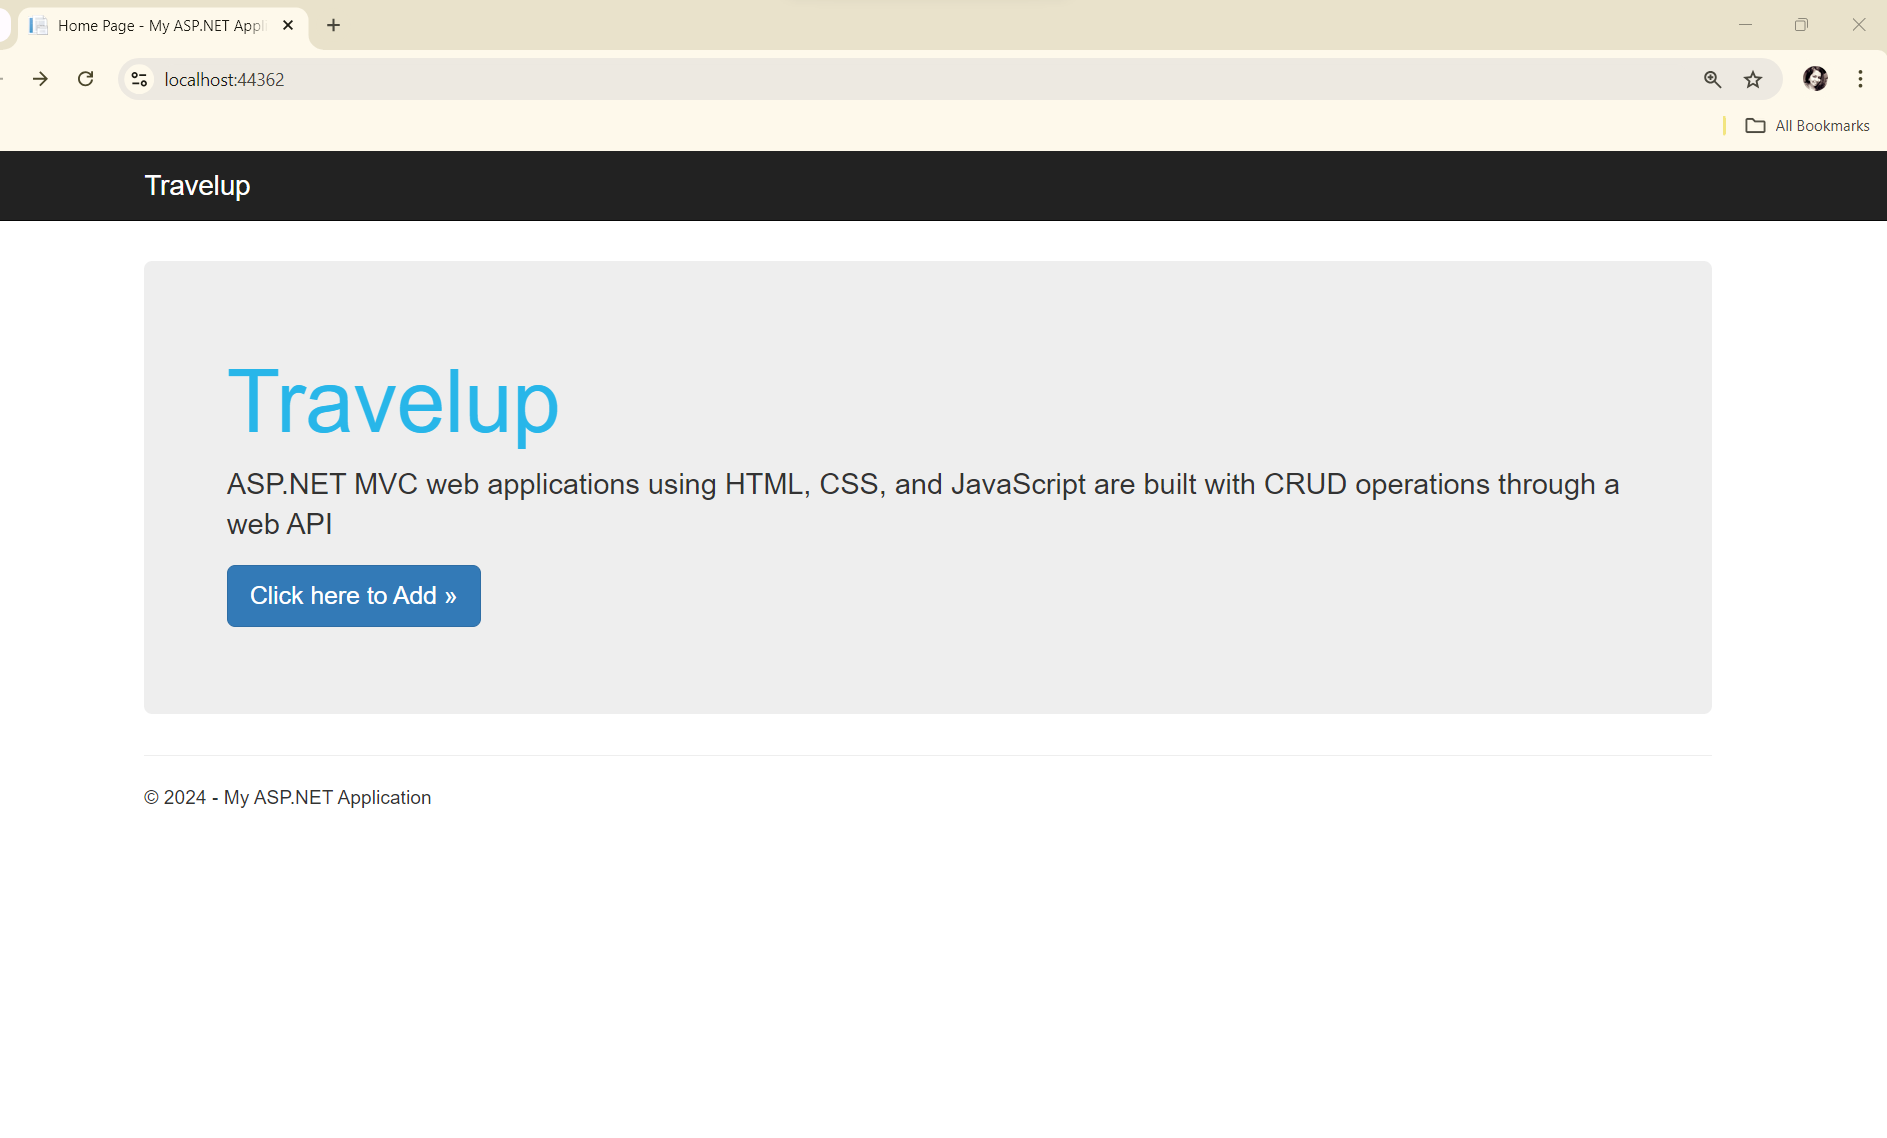 Home Page - My ASP.NET Appli
localhost:44362
All Bookmarks
Travelup
Travelup
ASP.NET MVC web applications using HTML, CSS, and JavaScript are built with CRUD operations through a
web API
Click here to Add »
© 2024 - My ASP.NET Application